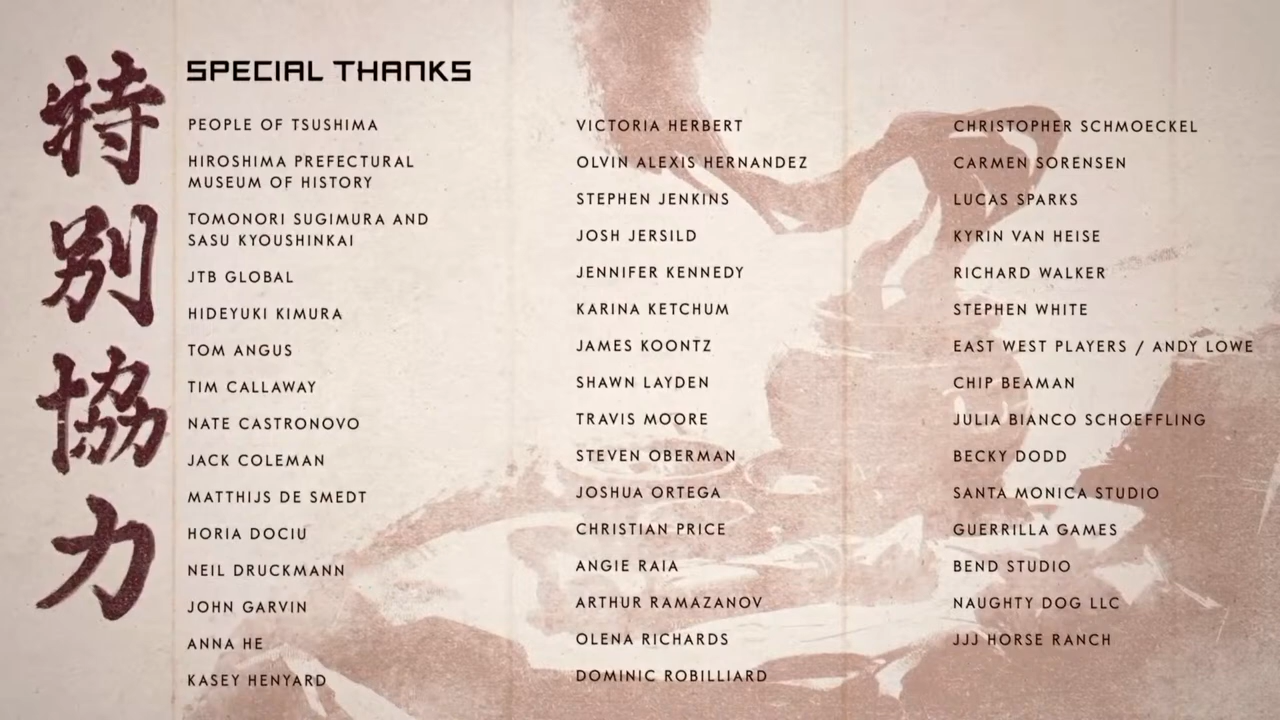 特別協力
SPECIAL THANKS
PEOPLE OF TSUSHIMA
HIROSHIMA PREFECTURAL
MUSEUM OF HISTORY
TOMONORI SUGIMURA AND
SASU KYOUSHINKAI
JTB GLOBAL
HIDEYUKI KIMURA
TOM ANGUS
TIM CALLAWAY
NATE CASTRONOVO
JACK COLEMAN
MATTHIJS DE SMEDT
HORIA DOCIU
NEIL DRUCKMANN
JOHN GARVIN
ANNA HE
KASEY HENYARD
VICTORIA HERBERT
OLVIN ALEXIS HERNANDEZ
STEPHEN JENKINS
JOSH JERSILD
JENNIFER KENNEDY
KARINA KETCHUM
JAMES KOONTZ
SHAWN LAYDEN
TRAVIS MOORE
STEVEN OBERMAN
JOSHUA ORTEGA
CHRISTIAN PRICE
ANGIE RAIA
ARTHUR RAMAZANOV
OLENA RICHARDS
DOMINIC ROBILLIARD
CHRISTOPHER SCHMOECKEL
CARMEN SORENSEN
LUCAS SPARKS
KYRIN VAN HEISE
RICHARD WALKER
STEPHEN WHITE
EAST WEST PLAYERS / ANDY LOWE
CHIP BEAMAN
JULIA BIANCO SCHOEFFLING
BECKY DODD
SANTA MONICA STUDIO
GUERRILLA GAMES
BEND STUDIO
NAUGHTY DOG LLC
JJJ HORSE RANCH